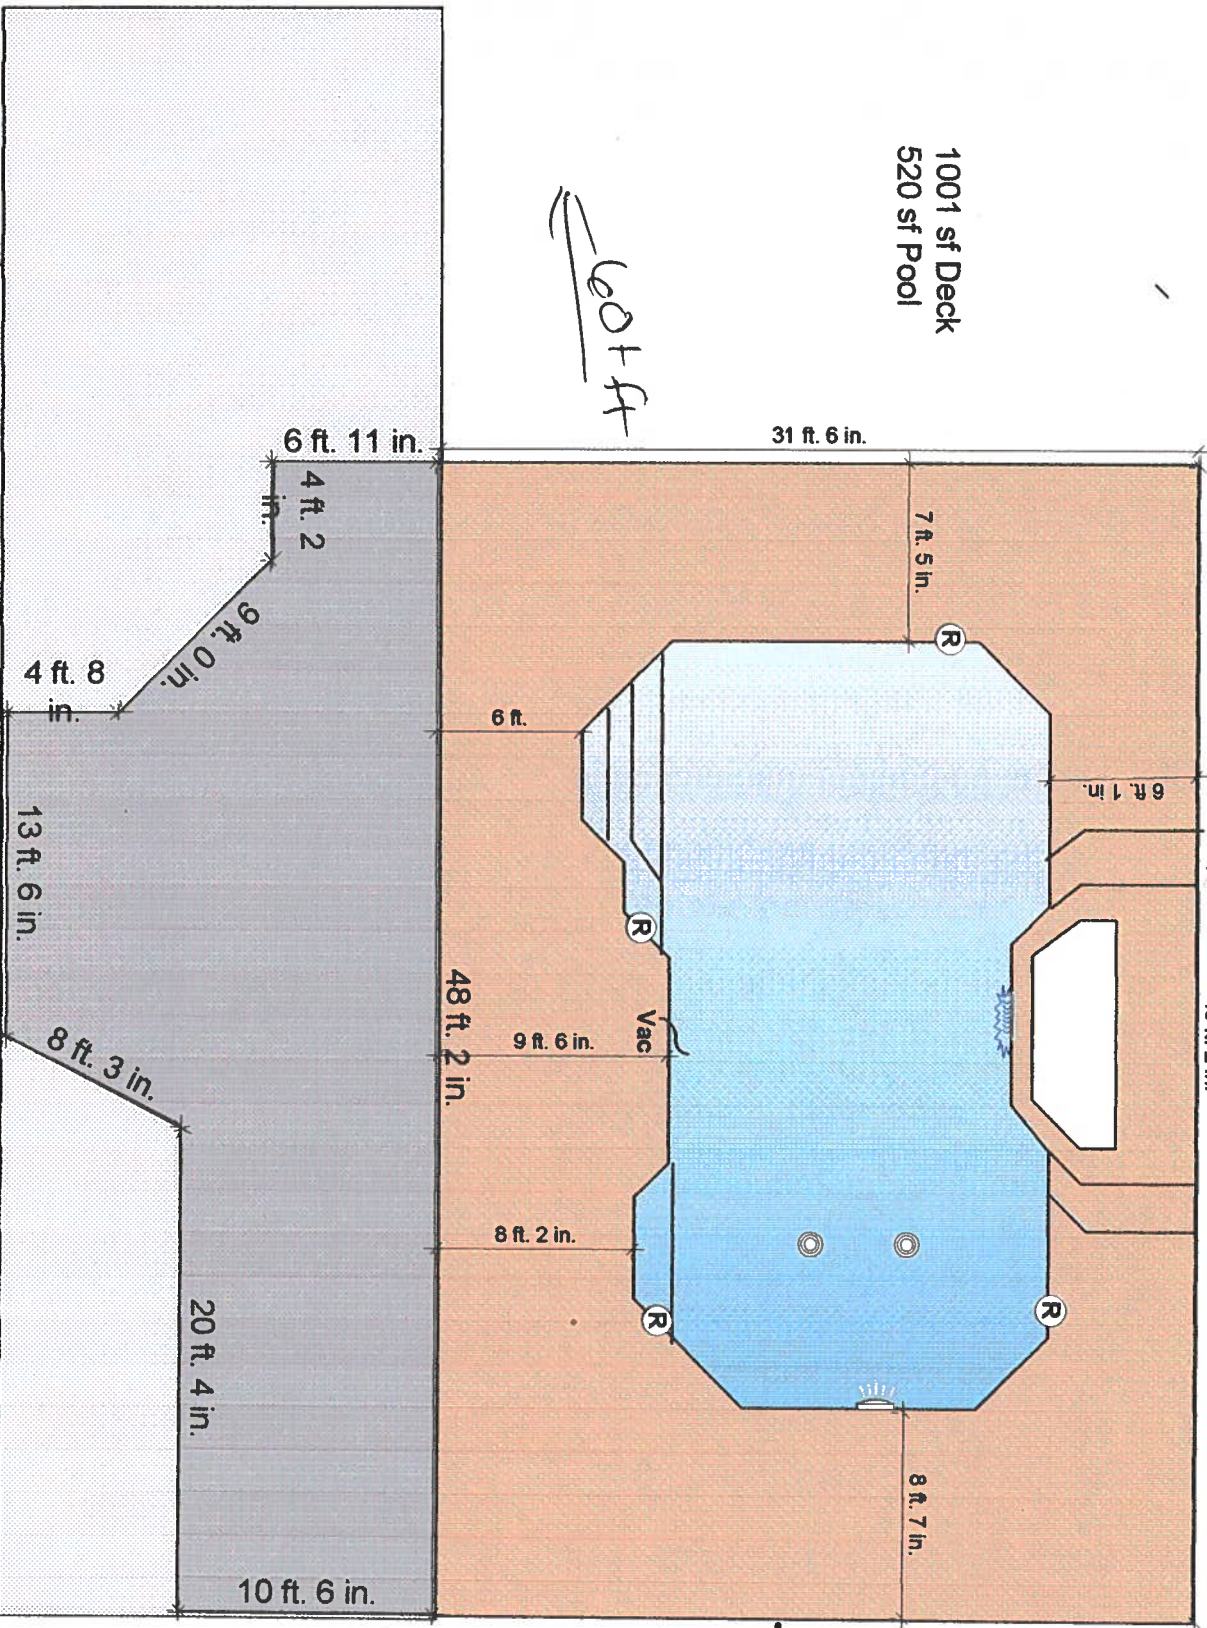 1001 sf Deck
520 sf Pool
60+ ft
31 ft. 6 in.
6 ft. 11 in.
4 ft. 2
in.
7 ft. 5 in.
R
9 ft. 0 in.
4 ft. 8
in.
6 ft.
6 ft. 1 in.
13 ft. 6 in.
R
48 ft. 2 in.
9 ft. 6 in.
Vac
8 ft. 3 in.
8 ft. 2 in.
R
R
20 ft. 4 in.
8 ft. 7 in.
10 ft. 6 in.